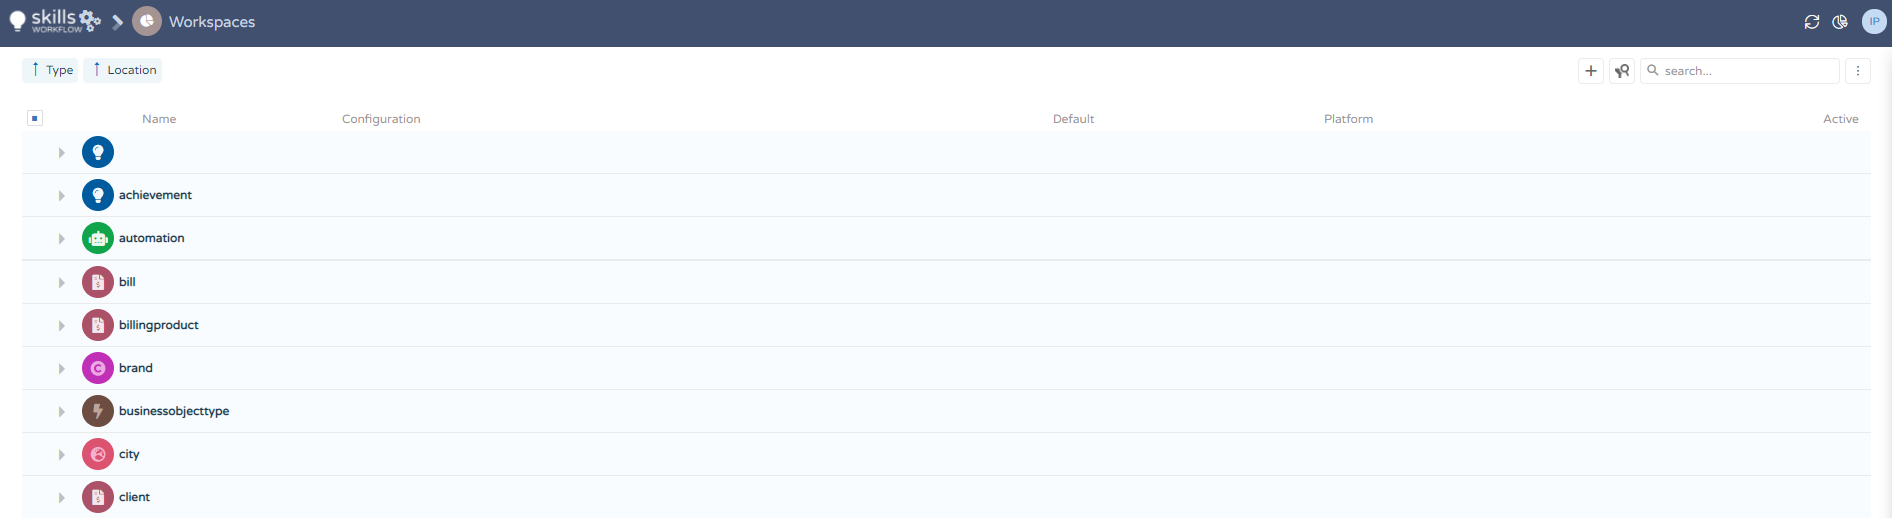 skills
WORKFLOW
Workspaces
IP
Type
Location
search...
Name
Configuration
Default
Platform
Active
achievement
automation
bill
billingproduct
brand
businessobjecttype
city
client